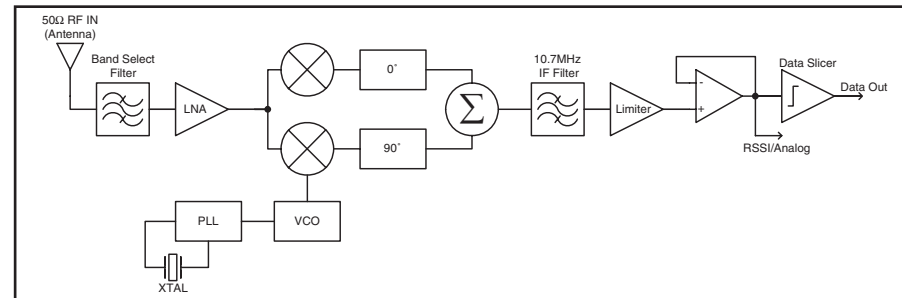 50Ω RF IN
(Antenna)
Band Select
Filter
LNA
0°
90°
Σ
10.7MHz
IF Filter
Limiter
-
+
Data Slicer
Data Out
RSSI/Analog
PLL
VCO
XTAL